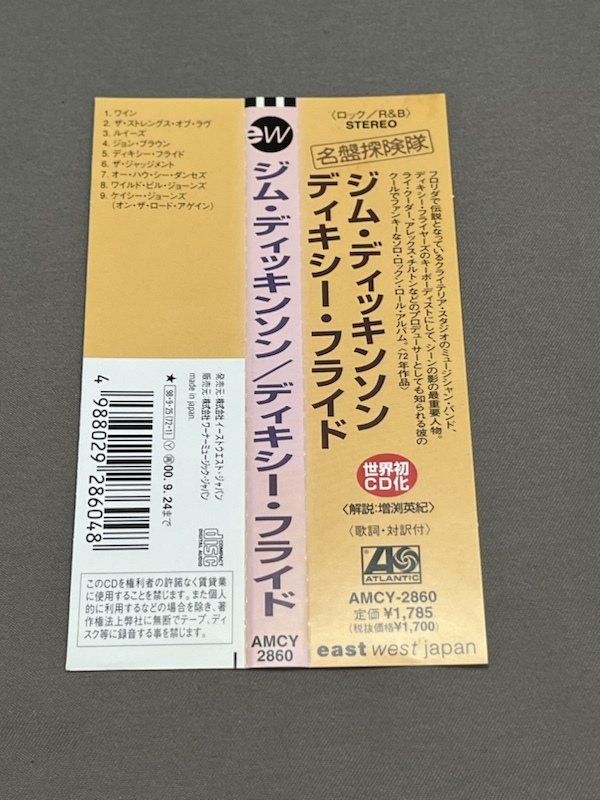 1. ワイン
2. ザ・ストレングス・オブ・ラヴ
3. ルイーズ
4. ジョン・ブラウン
5. ディキシー・フライド
6. ザ・ジャッジメント
7. オー・ハウ・シー・ダンセズ
8. ワイルド・ビル・ジョーンズ
9. ケイシー・ジョーンズ
(オン・ザ・ロード・アゲイン)
発売元:株式会社 イーストウエスト・ジャパン
販売元:株式会社 ワーナーミュージック・ジャパン
made in japan.
★ (98・9・25)(72・1) Ⓨ
00.9.24まで
4 988029 286048
COMPACT
disc
DIGITAL AUDIO
このCDを権利者の許諾なく賃貸業
に使用することを禁じます。また個人
的に利用するなどの場合を除き、著
作権法上弊社に無断でテープ、ディ
スク等に録音する事を禁じます。
ew
ジム・ディッキンソン/ディキシー・フライド
AMCY
2860
〈ロック/R&B〉
STEREO
名盤探険隊
ジム・ディッキンソン
ディキシー・フライド
フロリダで伝説となっているクライテリア・スタジオのミュージシャン・バンド、
ディキシー・フライヤーズのキーボーディストにして、シーンの影の最重要人物。
ライ・クーダー、アレックス・チルトンなどのプロデューサーとしても知られる彼の
クールでファンキーなソロ・ロックン・ロール・アルバム。('72年作品)
世界初
CD化
〈解説:増渕英紀〉
〈歌詞・対訳付〉
ATLANTIC
AMCY-2860
定価 ¥1,785
(税抜価格¥1,700)
east west japan